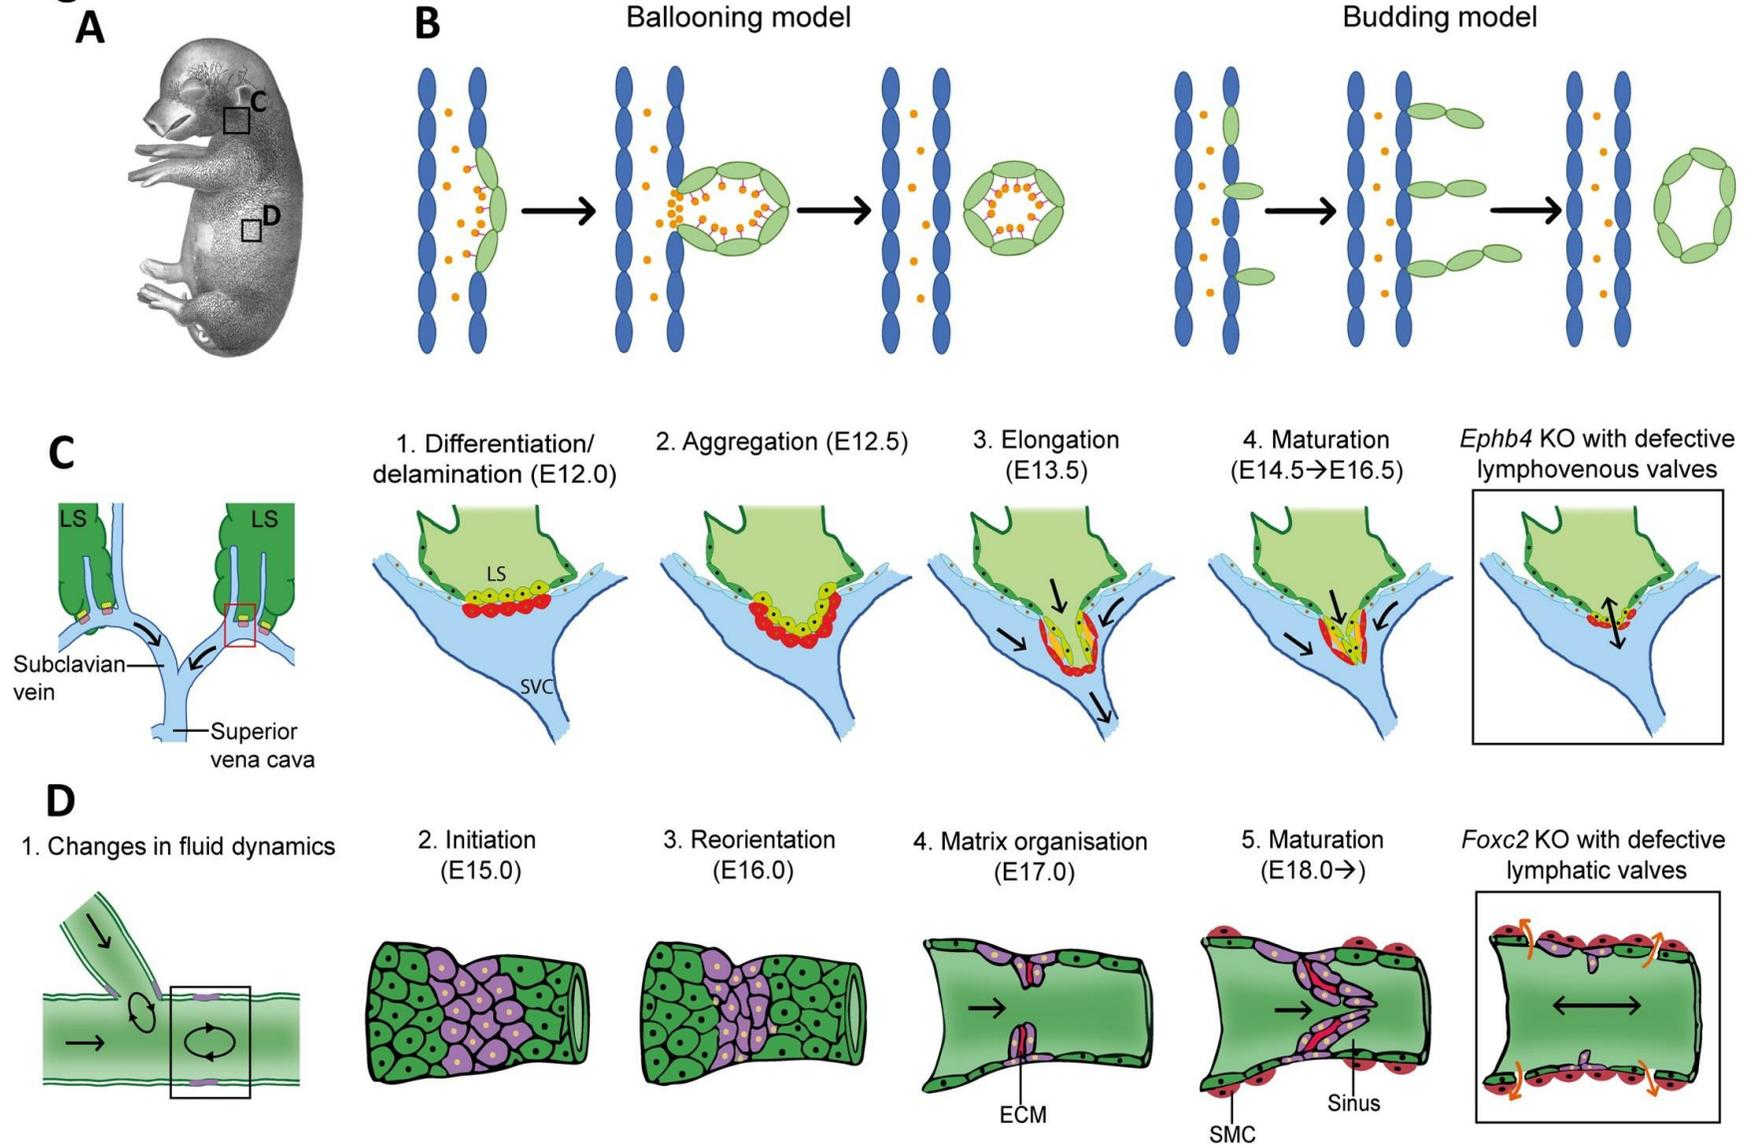 A
B
Ballooning model
Budding model
C
D
C
1. Differentiation/
delamination (E12.0)
2. Aggregation (E12.5)
3. Elongation
(E13.5)
4. Maturation
(E14.5→E16.5)
Ephb4 KO with defective
lymphovenous valves
LS
LS
LS
SVC
Subclavian
vein
Superior
vena cava
D
1. Changes in fluid dynamics
2. Initiation
(E15.0)
3. Reorientation
(E16.0)
4. Matrix organisation
(E17.0)
5. Maturation
(E18.0→)
Foxc2 KO with defective
lymphatic valves
ECM
SMC
Sinus